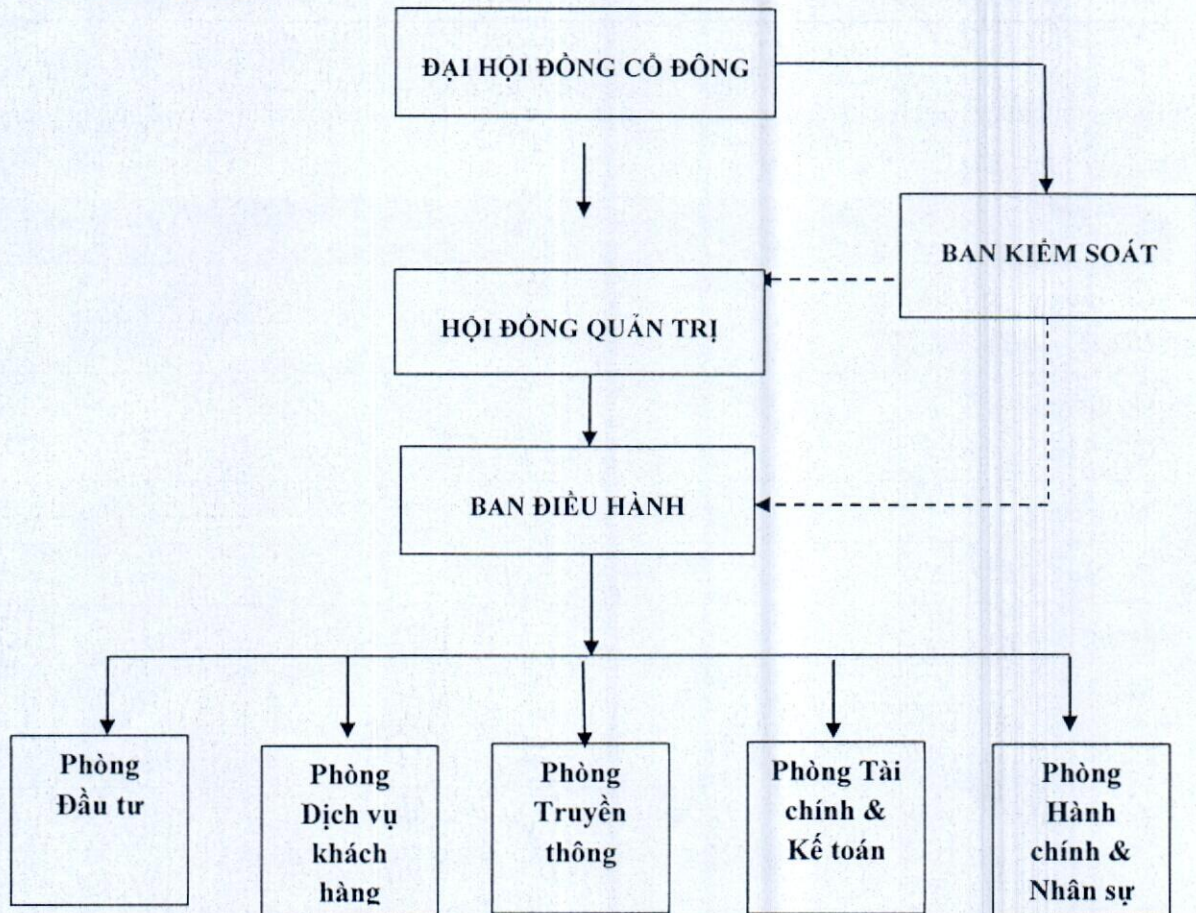 ĐẠI HỘI ĐỒNG CỔ ĐÔNG
BAN KIỂM SOÁT
HỘI ĐỒNG QUẢN TRỊ
BAN ĐIỀU HÀNH
Phòng
Đầu tư
Phòng
Dịch vụ
khách
hàng
Phòng
Truyền
thông
Phòng Tài
chính &
Kế toán
Phòng
Hành
chính &
Nhân sự